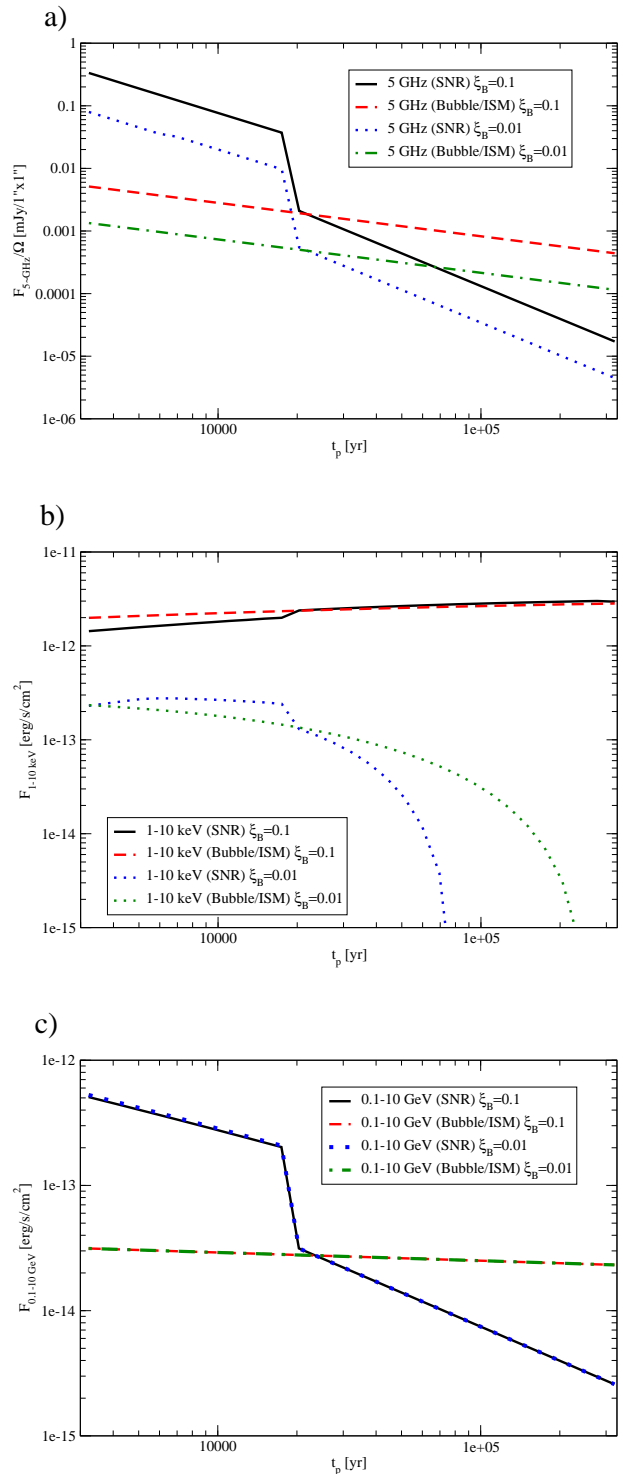 a)
1
0.1
0.01
0.001
0.0001
1e-05
1e-06
F5-GHz/Ω [mJy/1"x1"]
5 GHz (SNR) ξB=0.1
5 GHz (Bubble/ISM) ξB=0.1
5 GHz (SNR) ξB=0.01
5 GHz (Bubble/ISM) ξB=0.01
10000 1e+05
tp [yr]
b)
1e-11
1e-12
1e-13
1e-14
1e-15
F1-10 keV [erg/s/cm2]
1-10 keV (SNR) ξB=0.1
1-10 keV (Bubble/ISM) ξB=0.1
1-10 keV (SNR) ξB=0.01
1-10 keV (Bubble/ISM) ξB=0.01
10000 1e+05
tp [yr]
c)
1e-12
1e-13
1e-14
1e-15
F0.1-10 GeV [erg/s/cm2]
0.1-10 GeV (SNR) ξB=0.1
0.1-10 GeV (Bubble/ISM) ξB=0.1
0.1-10 GeV (SNR) ξB=0.01
0.1-10 GeV (Bubble/ISM) ξB=0.01
10000 1e+05
tp [yr]